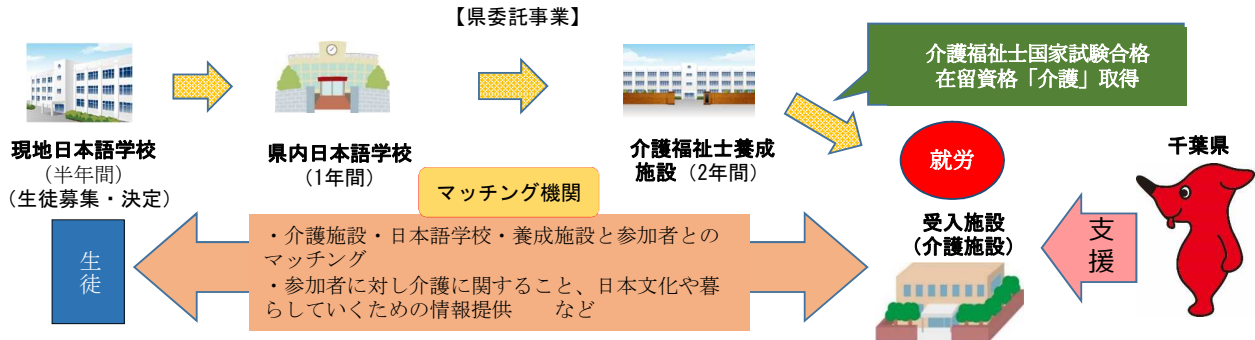 【県委託事業】
介護福祉士国家試験合格
在留資格「介護」取得
現地日本語学校
（半年間）
（生徒募集・決定）
県内日本語学校
（1年間）
介護福祉士養成
施設（2年間）
就労
千葉県
マッチング機関
受入施設
（介護施設）
支
援
生
徒
・介護施設・日本語学校・養成施設と参加者との
マッチング
・参加者に対し介護に関すること、日本文化や暮
らしていくための情報提供　　など